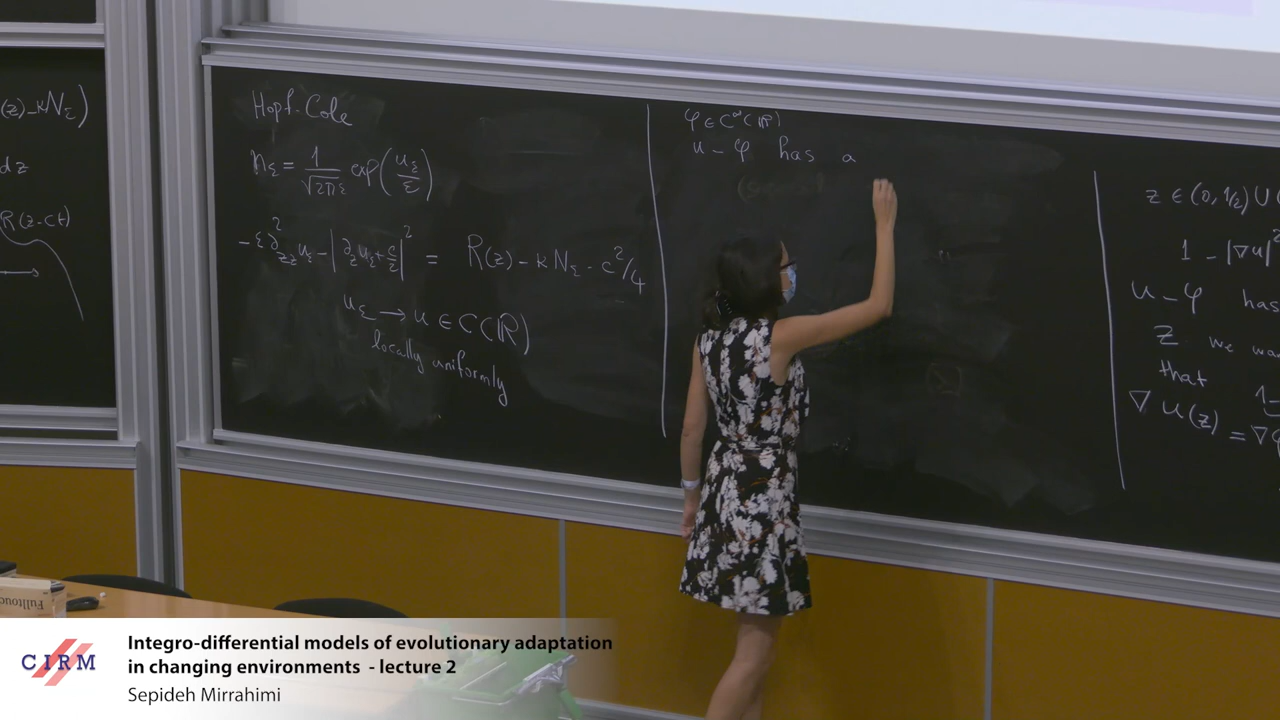 (z)-κN_ε)
dz
R(z-ct)
Hopf-Cole
n_ε = 1/√(2πε) exp(u_ε/ε)
-ε∂²_zz u_ε - |∂_z u_ε + c/2|² = R(z) - κN_ε - c²/4
u_ε → u ∈ C(ℝ)
locally uniformly
φ ∈ C^∞(ℝ)
u - φ has a
z ∈ (0, 1/2) ∪ (
1 - |∇u|²
u - φ has
z we wa
that 1-
∇u(z) = ∇φ
CIRM
Integro-differential models of evolutionary adaptation
in changing environments - lecture 2
Sepideh Mirrahimi